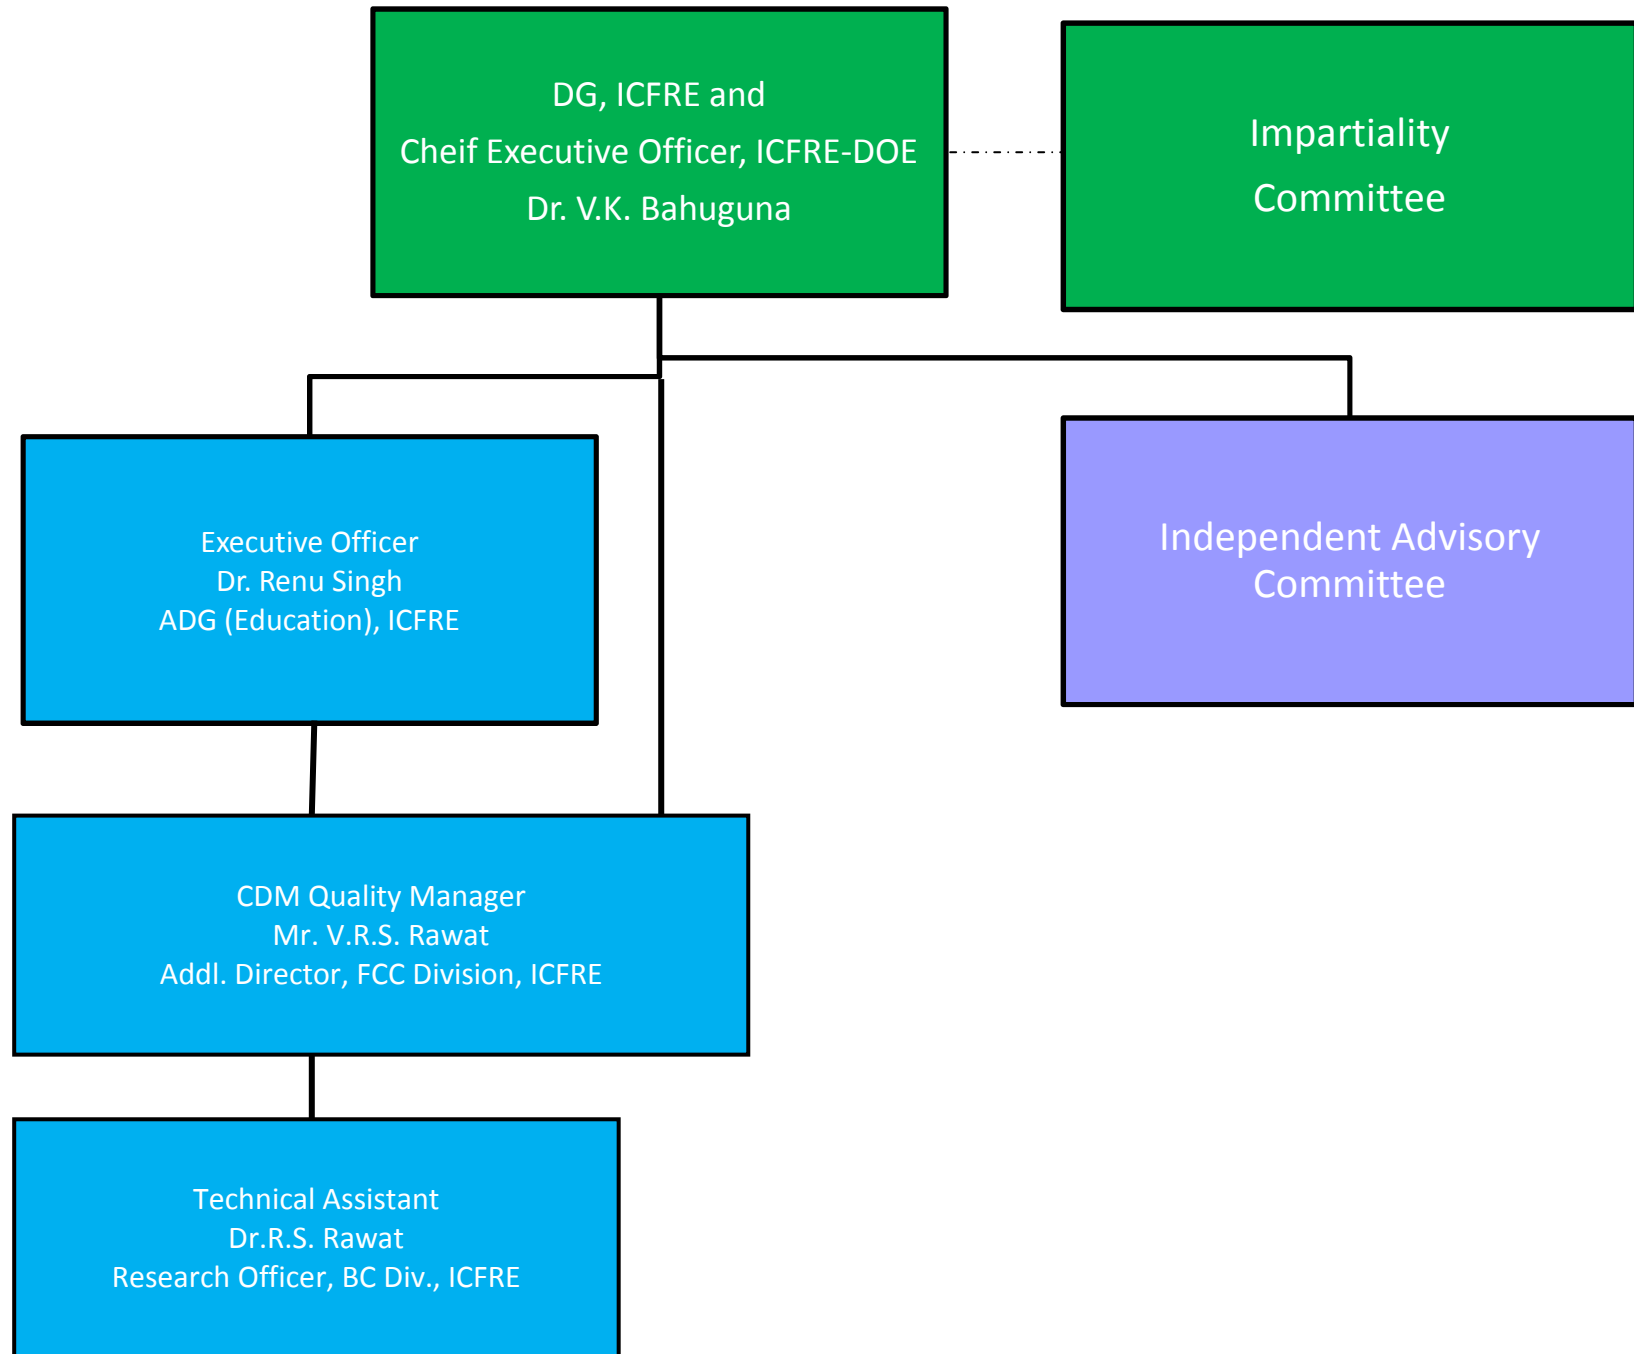 DG, ICFRE and
Cheif Executive Officer, ICFRE-DOE
Dr. V.K. Bahuguna
Impartiality
Committee
Executive Officer
Dr. Renu Singh
ADG (Education), ICFRE
Independent Advisory
Committee
CDM Quality Manager
Mr. V.R.S. Rawat
Addl. Director, FCC Division, ICFRE
Technical Assistant
Dr.R.S. Rawat
Research Officer, BC Div., ICFRE